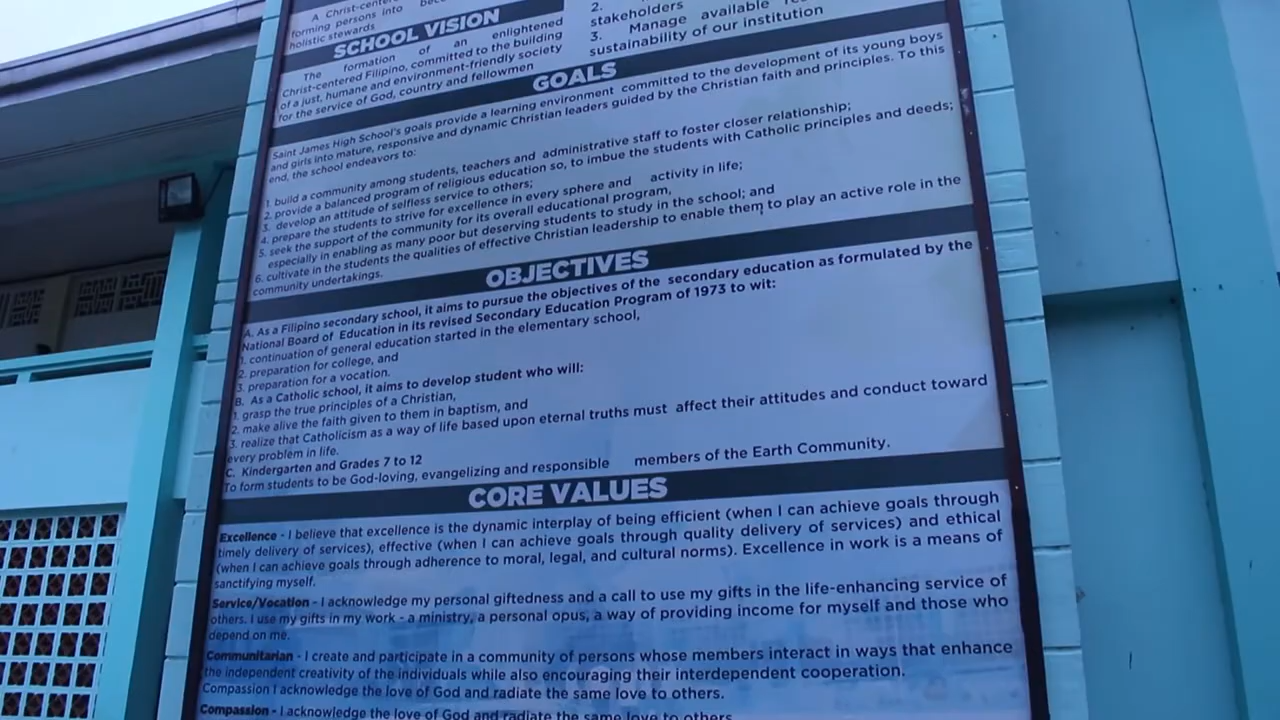 A Christ-cente
forming persons into
holistic stewards
SCHOOL VISION
The formation of an enlightened
Christ-centered Filipino, committed to the building
of a just, humane and environment-friendly society
for the service of God, country and fellowmen
2.
stakeholders
3. Manage available
sustainability of our institution
GOALS
Saint James High School's goals provide a learning environment committed to the development of its young boys
and girls into mature, responsive and dynamic Christian leaders guided by the Christian faith and principles. To this
end, the school endeavors to:
1. build a community among students, teachers and administrative staff to foster closer relationship;
2. provide a balanced program of religious education so, to imbue the students with Catholic principles and deeds;
3. develop an attitude of selfless service to others;
4. prepare the students to strive for excellence in every sphere and activity in life;
5. seek the support of the community for its overall educational program,
especially in enabling as many poor but deserving students to study in the school; and
6. cultivate in the students the qualities of effective Christian leadership to enable them to play an active role in the
community undertakings.
OBJECTIVES
A. As a Filipino secondary school, it aims to pursue the objectives of the secondary education as formulated by the
National Board of Education in its revised Secondary Education Program of 1973 to wit:
1. continuation of general education started in the elementary school,
2. preparation for college, and
3. preparation for a vocation.
B. As a Catholic school, it aims to develop student who will:
1. grasp the true principles of a Christian,
2. make alive the faith given to them in baptism, and
3. realize that Catholicism as a way of life based upon eternal truths must affect their attitudes and conduct toward
every problem in life.
C. Kindergarten and Grades 7 to 12
To form students to be God-loving, evangelizing and responsible members of the Earth Community.
CORE VALUES
Excellence - I believe that excellence is the dynamic interplay of being efficient (when I can achieve goals through
timely delivery of services), effective (when I can achieve goals through quality delivery of services) and ethical
(when I can achieve goals through adherence to moral, legal, and cultural norms). Excellence in work is a means of
sanctifying myself.
Service/Vocation - I acknowledge my personal giftedness and a call to use my gifts in the life-enhancing service of
others. I use my gifts in my work - a ministry, a personal opus, a way of providing income for myself and those who
depend on me.
Communitarian - I create and participate in a community of persons whose members interact in ways that enhance
the independent creativity of the individuals while also encouraging their interdependent cooperation.
Compassion I acknowledge the love of God and radiate the same love to others.
Compassion - I acknowledge the love of God and radiate the same love to others.